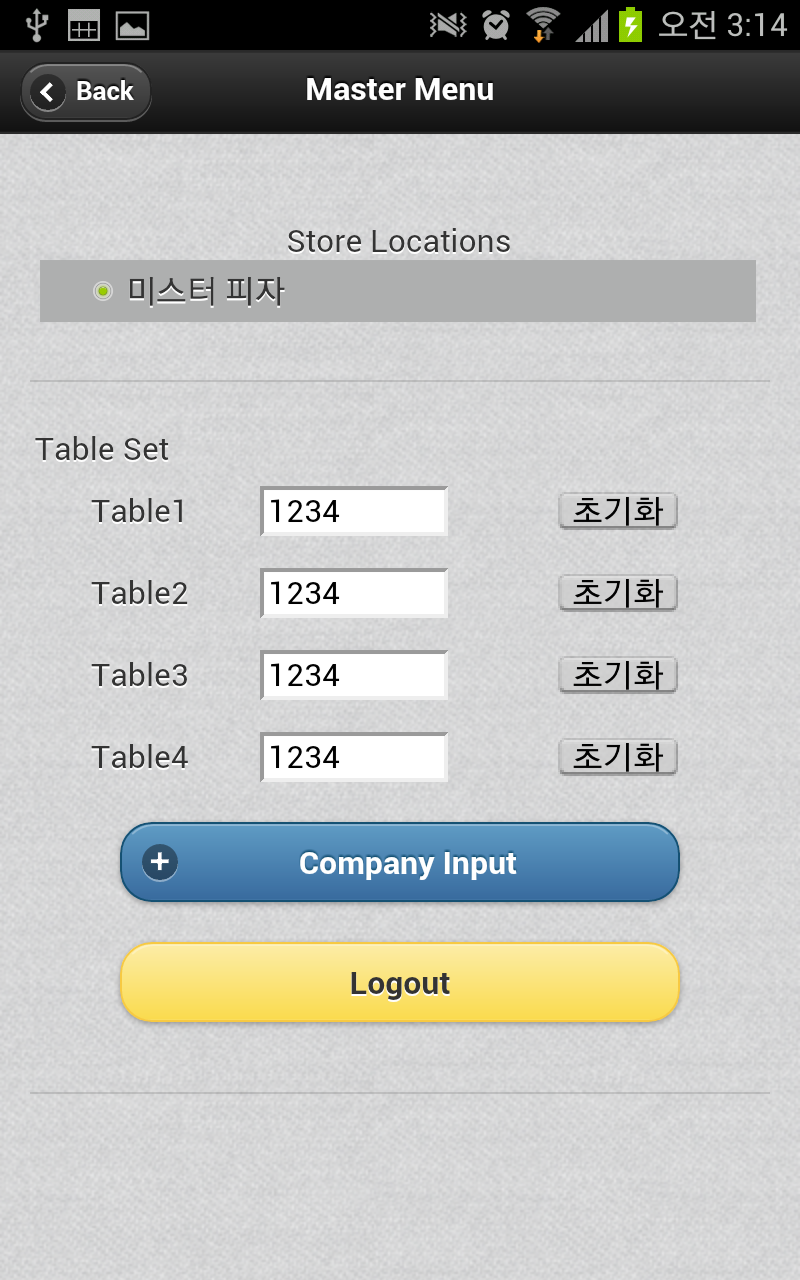 오전 3:14
Back
Master Menu
Store Locations
미스터 피자
Table Set
Table1 1234 초기화
Table2 1234 초기화
Table3 1234 초기화
Table4 1234 초기화
Company Input
Logout